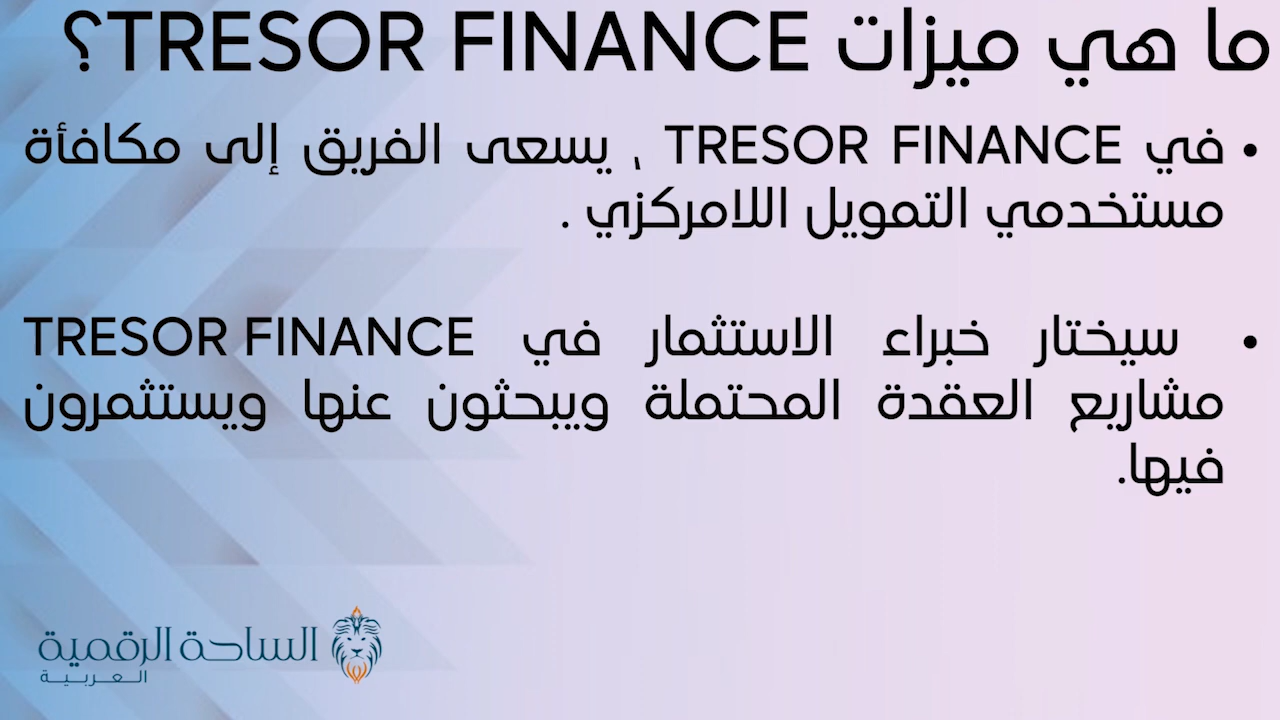 ما هي ميزات TRESOR FINANCE؟
• في TRESOR FINANCE ، يسعى الفريق إلى مكافأة
مستخدمي التمويل اللامركزي .
• سيختار خبراء الاستثمار في TRESOR FINANCE
مشاريع العقدة المحتملة ويبحثون عنها ويستثمرون
فيها.
الساحة الرقمية
العربية